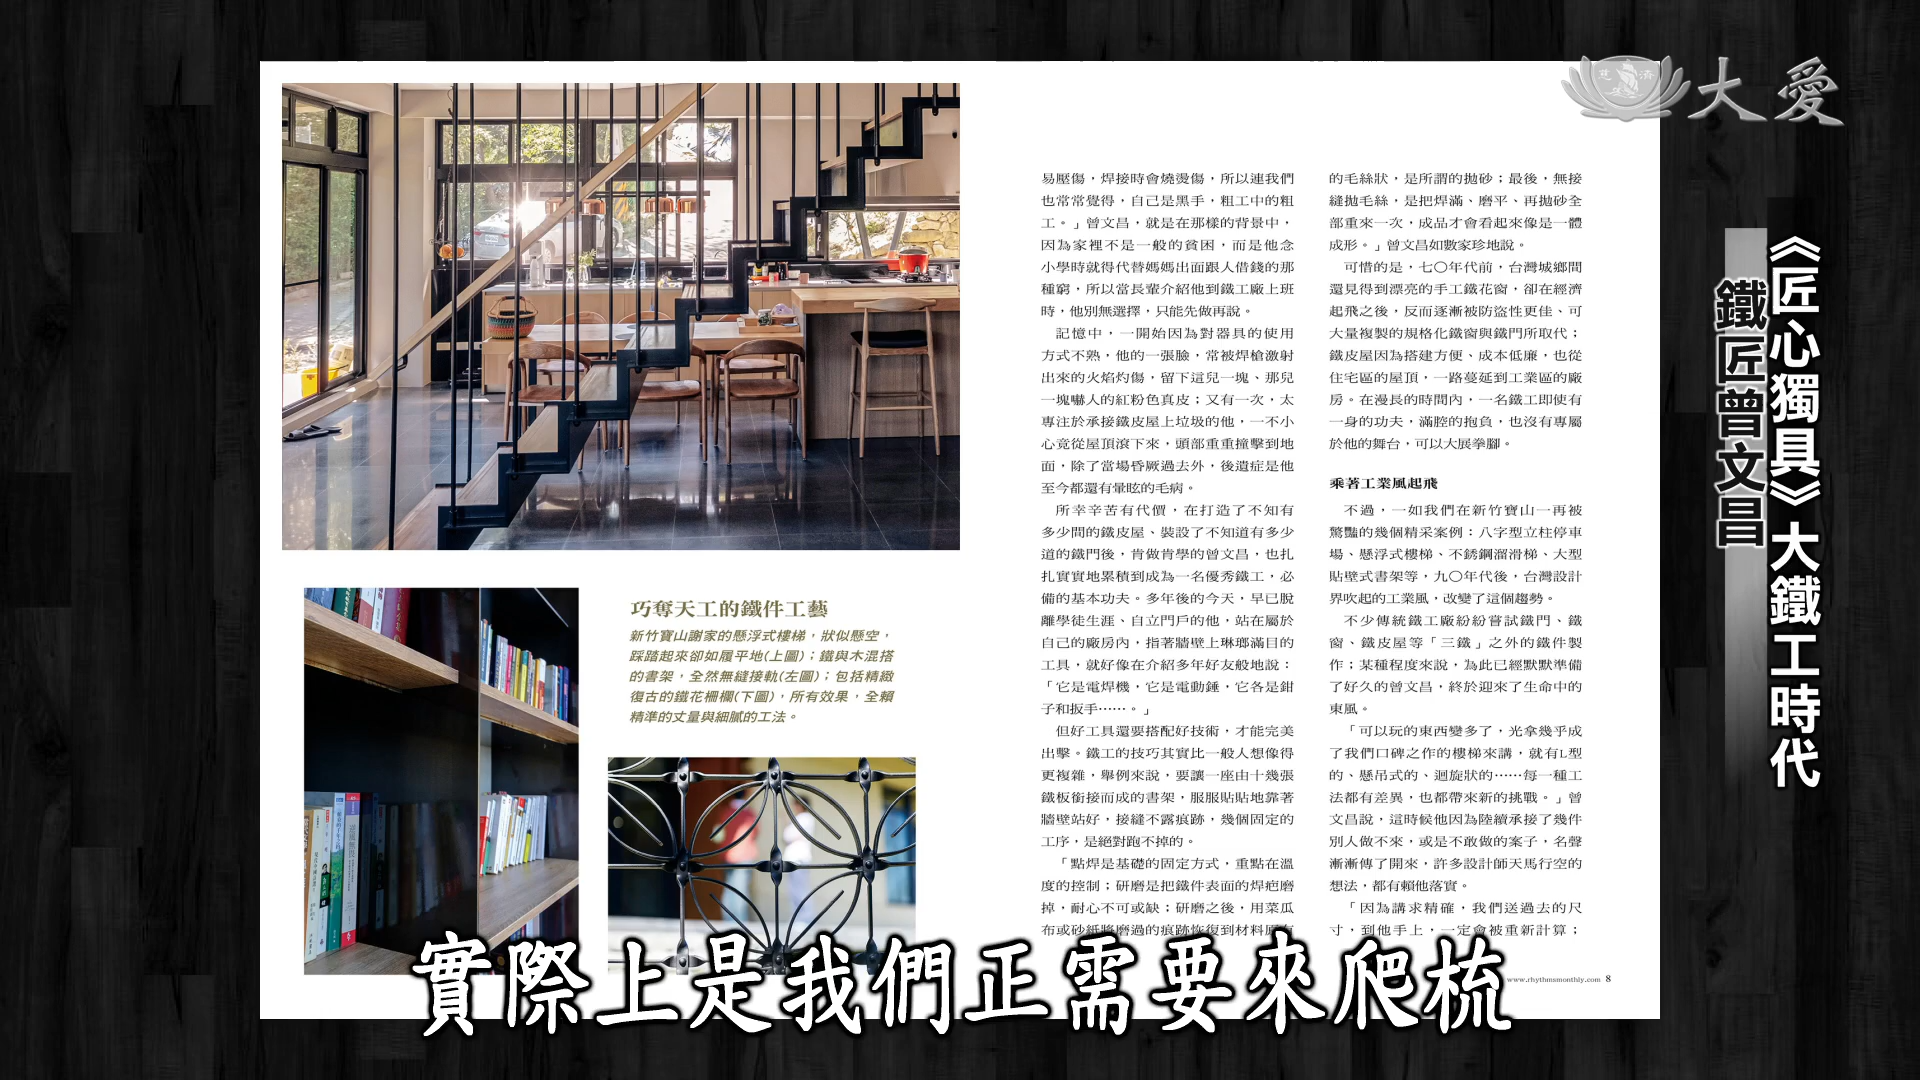 慈濟
大愛
《匠心獨具》大鐵工時代
鐵匠曾文昌
巧奪天工的鐵件工藝
新竹寶山謝家的懸浮式樓梯，狀似懸空，
踩踏起來卻如履平地(上圖)；鐵與木混搭
的書架，全然無縫接軌(左圖)；包括精緻
復古的鐵花柵欄(下圖)，所有效果，全賴
精準的丈量與細膩的工法。
易壓傷，焊接時會燒燙傷，所以連我們
也常常覺得，自己是黑手，粗工中的粗
工。」曾文昌，就是在那樣的背景中，
因為家裡不是一般的貧困，而是他念
小學時就得代替媽媽出面跟人借錢的那
種窮，所以當長輩介紹他到鐵工廠上班
時，他別無選擇，只能先做再說。
記憶中，一開始因為對器具的使用
方式不熟，他的一張臉，常被焊槍激射
出來的火焰灼傷，留下這兒一塊、那兒
一塊嚇人的紅粉色真皮；又有一次，太
專注於承接鐵皮屋上垃圾的他，一不小
心竟從屋頂滾下來，頭部重重撞擊到地
面，除了當場昏厥過去外，後遺症是他
至今都還有暈眩的毛病。
所幸辛苦有代價，在打造了不知有
多少間的鐵皮屋、裝設了不知道有多少
道的鐵門後，肯做肯學的曾文昌，也扎
扎實實地累積到成為一名優秀鐵工，必
備的基本功夫。多年後的今天，早已脫
離學徒生涯、自立門戶的他，站在屬於
自己的廠房內，指著牆壁上琳瑯滿目的
工具，就好像在介紹多年好友般地說：
「它是電焊機，它是電動錘，它各是鉗
子和扳手⋯⋯。」
但好工具還要搭配好技術，才能完美
出擊。鐵工的技巧其實比一般人想像得
更複雜，舉例來說，要讓一座由十幾張
鐵板銜接而成的書架，服服貼貼地靠著
牆壁站好，接縫不露痕跡，幾個固定的
工序，是絕對跑不掉的。
「點焊是基礎的固定方式，重點在溫
度的控制；研磨是把鐵件表面的焊疤磨
掉，耐心不可或缺；研磨之後，用菜瓜
布或砂紙將磨過的痕跡恢復到材料原有
的毛絲狀，是所謂的拋砂；最後，無接
縫拋毛絲，是把焊滿、磨平、再拋砂全
部重來一次，成品才會看起來像是一體
成形。」曾文昌如數家珍地說。
可惜的是，七〇年代前，台灣城鄉間
還見得到漂亮的手工鐵花窗，卻在經濟
起飛之後，反而逐漸被防盜性更佳、可
大量複製的規格化鐵窗與鐵門所取代；
鐵皮屋因為搭建方便、成本低廉，也從
住宅區的屋頂，一路蔓延到工業區的廠
房。在漫長的時間內，一名鐵工即使有
一身的功夫，滿腔的抱負，也沒有專屬
於他的舞台，可以大展拳腳。
乘著工業風起飛
不過，一如我們在新竹寶山一再被
驚豔的幾個精采案例：八字型立柱停車
場、懸浮式樓梯、不銹鋼溜滑梯、大型
貼壁式書架等，九〇年代後，台灣設計
界吹起的工業風，改變了這個趨勢。
不少傳統鐵工廠紛紛嘗試鐵門、鐵
窗、鐵皮屋等「三鐵」之外的鐵件製
作；某種程度來說，為此已經默默準備
了好久的曾文昌，終於迎來了生命中的
東風。
「可以玩的東西變多了，光拿幾乎成
了我們口碑之作的樓梯來講，就有L型
的、懸吊式的、迴旋狀的⋯⋯每一種工
法都有差異，也都帶來新的挑戰。」曾
文昌說，這時候他因為陸續承接了幾件
別人做不來，或是不敢做的案子，名聲
漸漸傳了開來，許多設計師天馬行空的
想法，都有賴他落實。
「因為講求精確，我們送過去的尺
寸，到他手上，一定會被重新計算；
www.rhythmsmonthly.com 8
實際上是我們正需要來爬梳